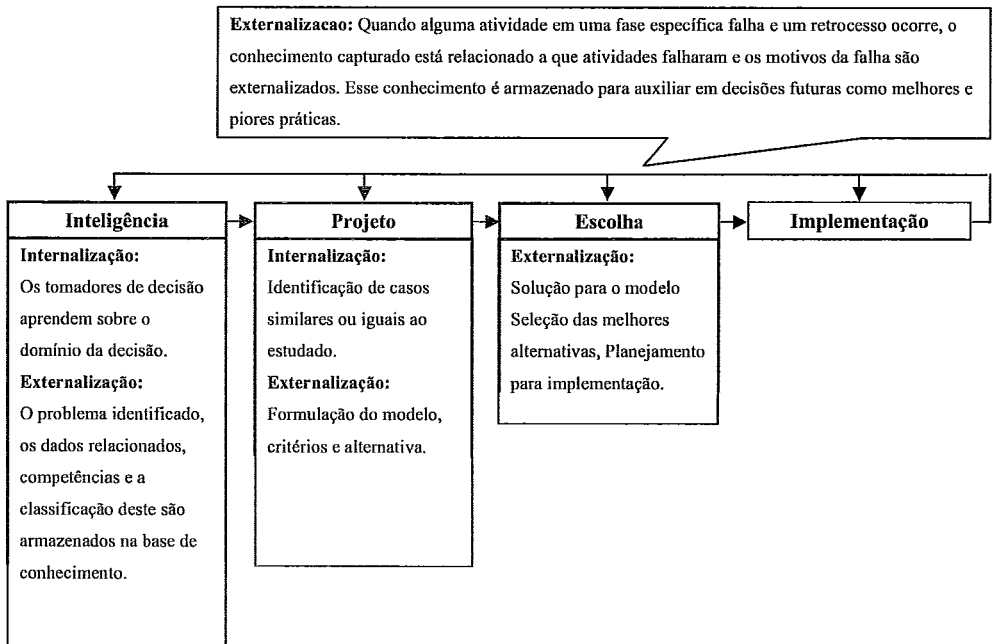 Externalizacao: Quando alguma atividade em uma fase específica falha e um retrocesso ocorre, o
conhecimento capturado está relacionado a que atividades falharam e os motivos da falha são
externalizados. Esse conhecimento é armazenado para auxiliar em decisões futuras como melhores e
piores práticas.
Inteligência
Internalização:
Os tomadores de decisão
aprendem sobre o
domínio da decisão.
Externalização:
O problema identificado,
os dados relacionados,
competências e a
classificação deste são
armazenados na base de
conhecimento.
Projeto
Internalização:
Identificação de casos
similares ou iguais ao
estudado.
Externalização:
Formulação do modelo,
critérios e alternativa.
Escolha
Externalização:
Solução para o modelo
Seleção das melhores
alternativas, Planejamento
para implementação.
Implementação